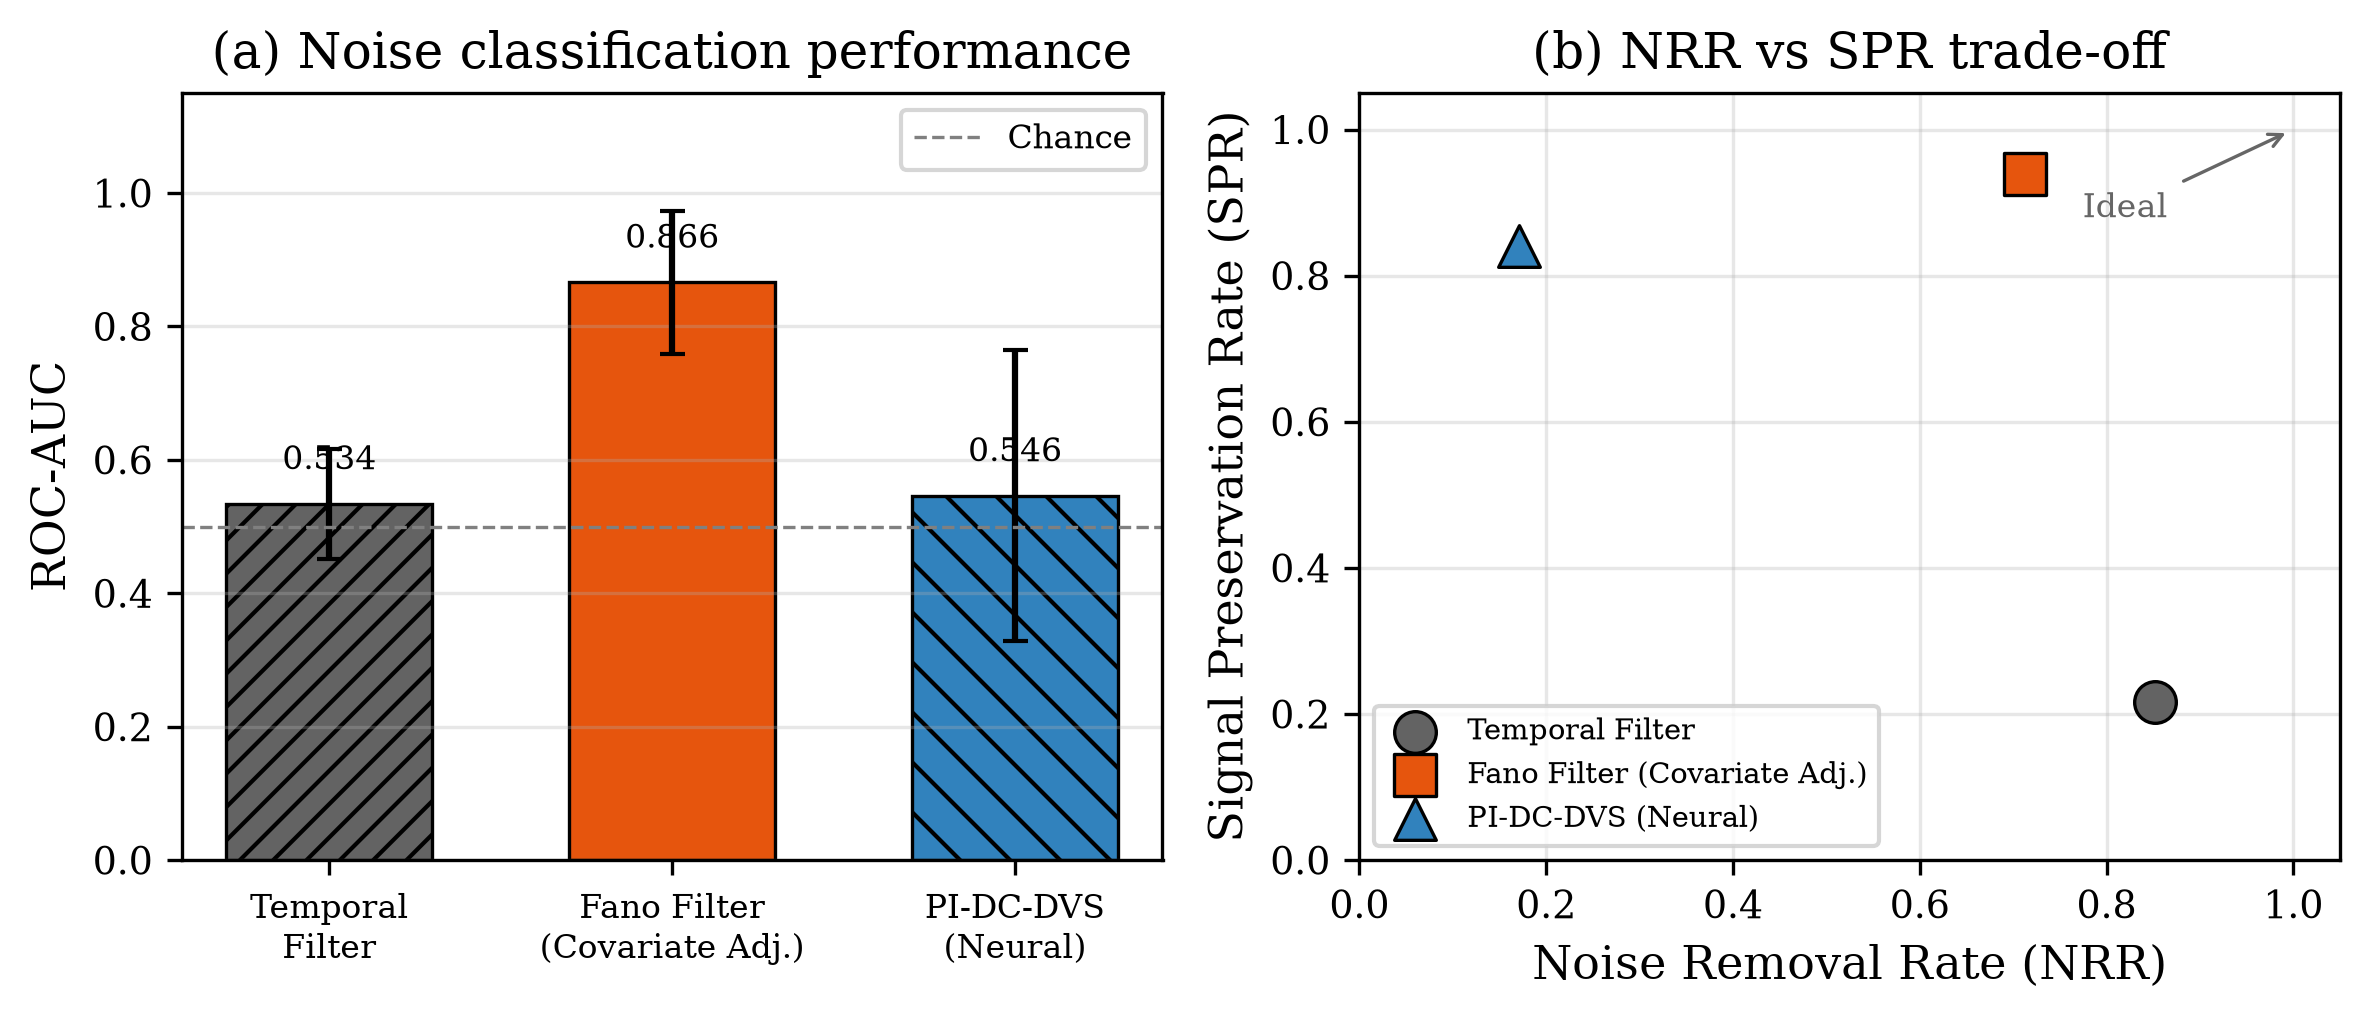 (a) Noise classification performance
Chance
ROC-AUC
1.0
0.8
0.6
0.4
0.2
0.0
0.534
0.866
0.546
Temporal
Filter
Fano Filter
(Covariate Adj.)
PI-DC-DVS
(Neural)
(b) NRR vs SPR trade-off
Signal Preservation Rate (SPR)
1.0
0.8
0.6
0.4
0.2
0.0
Ideal
Temporal Filter
Fano Filter (Covariate Adj.)
PI-DC-DVS (Neural)
0.0 0.2 0.4 0.6 0.8 1.0
Noise Removal Rate (NRR)